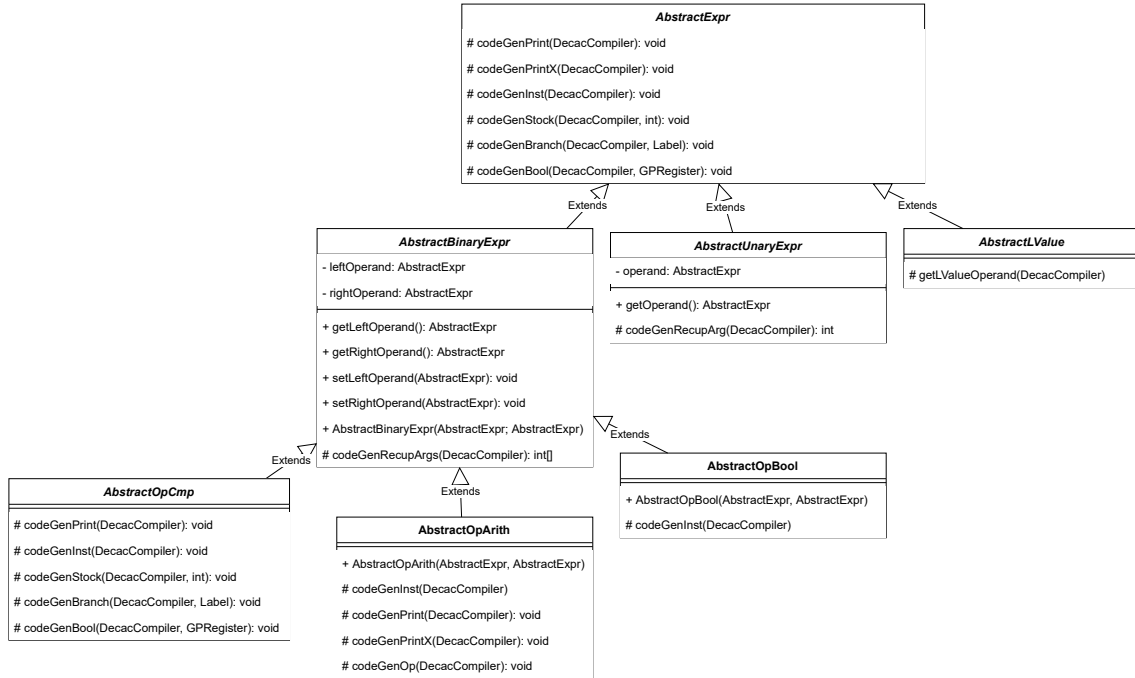 AbstractExpr
# codeGenPrint(DecacCompiler): void
# codeGenPrintX(DecacCompiler): void
# codeGenInst(DecacCompiler): void
# codeGenStock(DecacCompiler, int): void
# codeGenBranch(DecacCompiler, Label): void
# codeGenBool(DecacCompiler, GPRegister): void
Extends
Extends
Extends
AbstractBinaryExpr
- leftOperand: AbstractExpr
- rightOperand: AbstractExpr
+ getLeftOperand(): AbstractExpr
+ getRightOperand(): AbstractExpr
+ setLeftOperand(AbstractExpr): void
+ setRightOperand(AbstractExpr): void
+ AbstractBinaryExpr(AbstractExpr; AbstractExpr)
# codeGenRecupArgs(DecacCompiler): int[]
AbstractUnaryExpr
- operand: AbstractExpr
+ getOperand(): AbstractExpr
# codeGenRecupArg(DecacCompiler): int
AbstractLValue
# getLValueOperand(DecacCompiler)
Extends
Extends
Extends
AbstractOpCmp
# codeGenPrint(DecacCompiler): void
# codeGenInst(DecacCompiler): void
# codeGenStock(DecacCompiler, int): void
# codeGenBranch(DecacCompiler, Label): void
# codeGenBool(DecacCompiler, GPRegister): void
AbstractOpArith
+ AbstractOpArith(AbstractExpr, AbstractExpr)
# codeGenInst(DecacCompiler)
# codeGenPrint(DecacCompiler): void
# codeGenPrintX(DecacCompiler): void
# codeGenOp(DecacCompiler): void
AbstractOpBool
+ AbstractOpBool(AbstractExpr, AbstractExpr)
# codeGenInst(DecacCompiler)